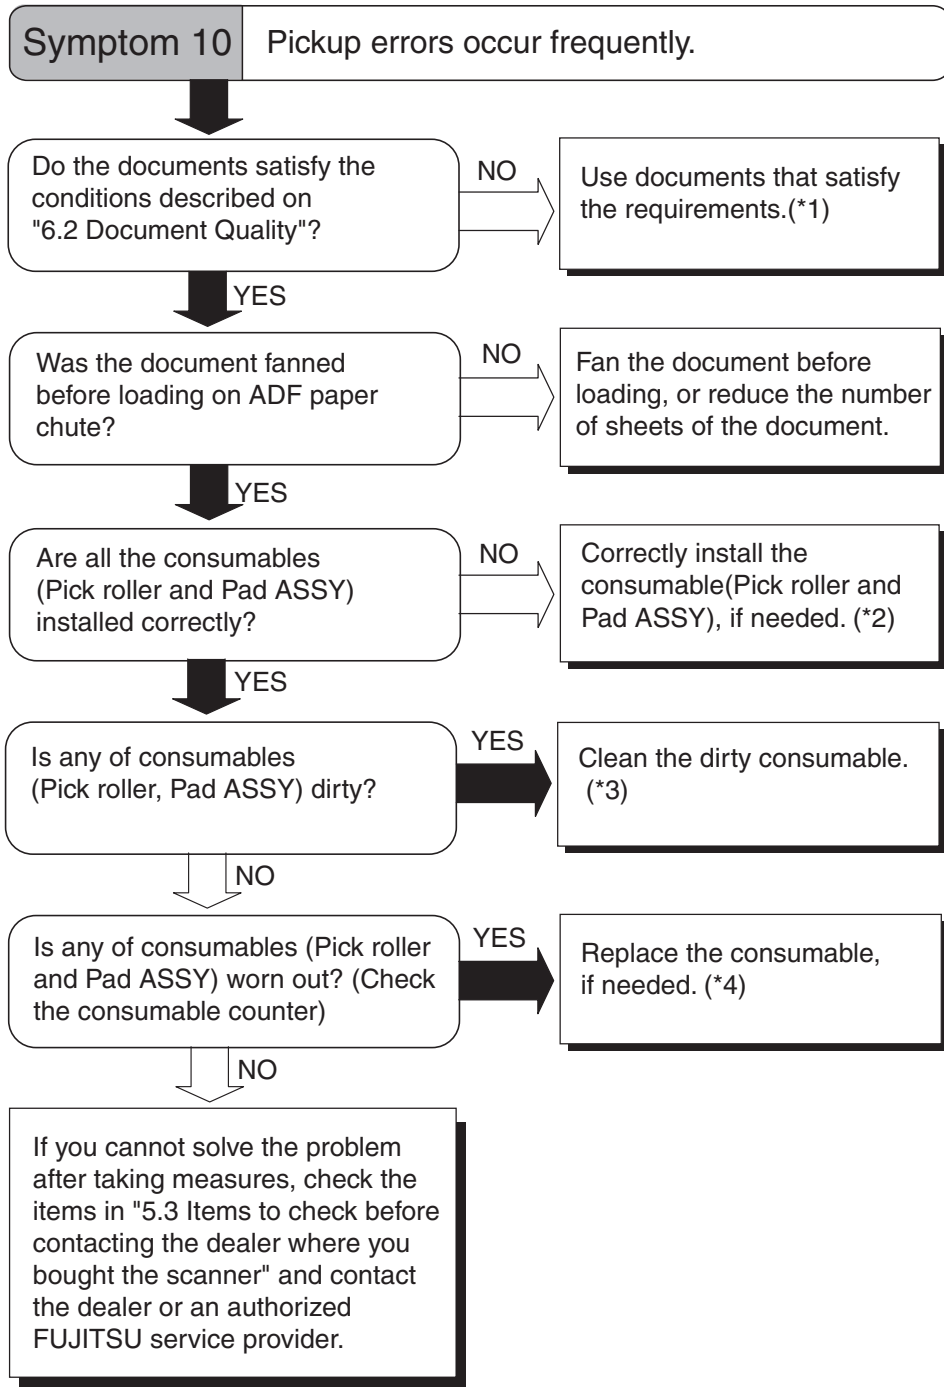 Symptom 10
Pickup errors occur frequently.
Do the documents satisfy the
conditions described on
"6.2 Document Quality"?
NO
Use documents that satisfy
the requirements.(*1)
YES
Was the document fanned
before loading on ADF paper
chute?
NO
Fan the document before
loading, or reduce the number
of sheets of the document.
YES
Are all the consumables
(Pick roller and Pad ASSY)
installed correctly?
NO
Correctly install the
consumable(Pick roller and
Pad ASSY), if needed. (*2)
YES
Is any of consumables
(Pick roller, Pad ASSY) dirty?
YES
Clean the dirty consumable.
(*3)
NO
Is any of consumables (Pick roller
and Pad ASSY) worn out? (Check
the consumable counter)
YES
Replace the consumable,
if needed. (*4)
NO
If you cannot solve the problem
after taking measures, check the
items in "5.3 Items to check before
contacting the dealer where you
bought the scanner" and contact
the dealer or an authorized
FUJITSU service provider.